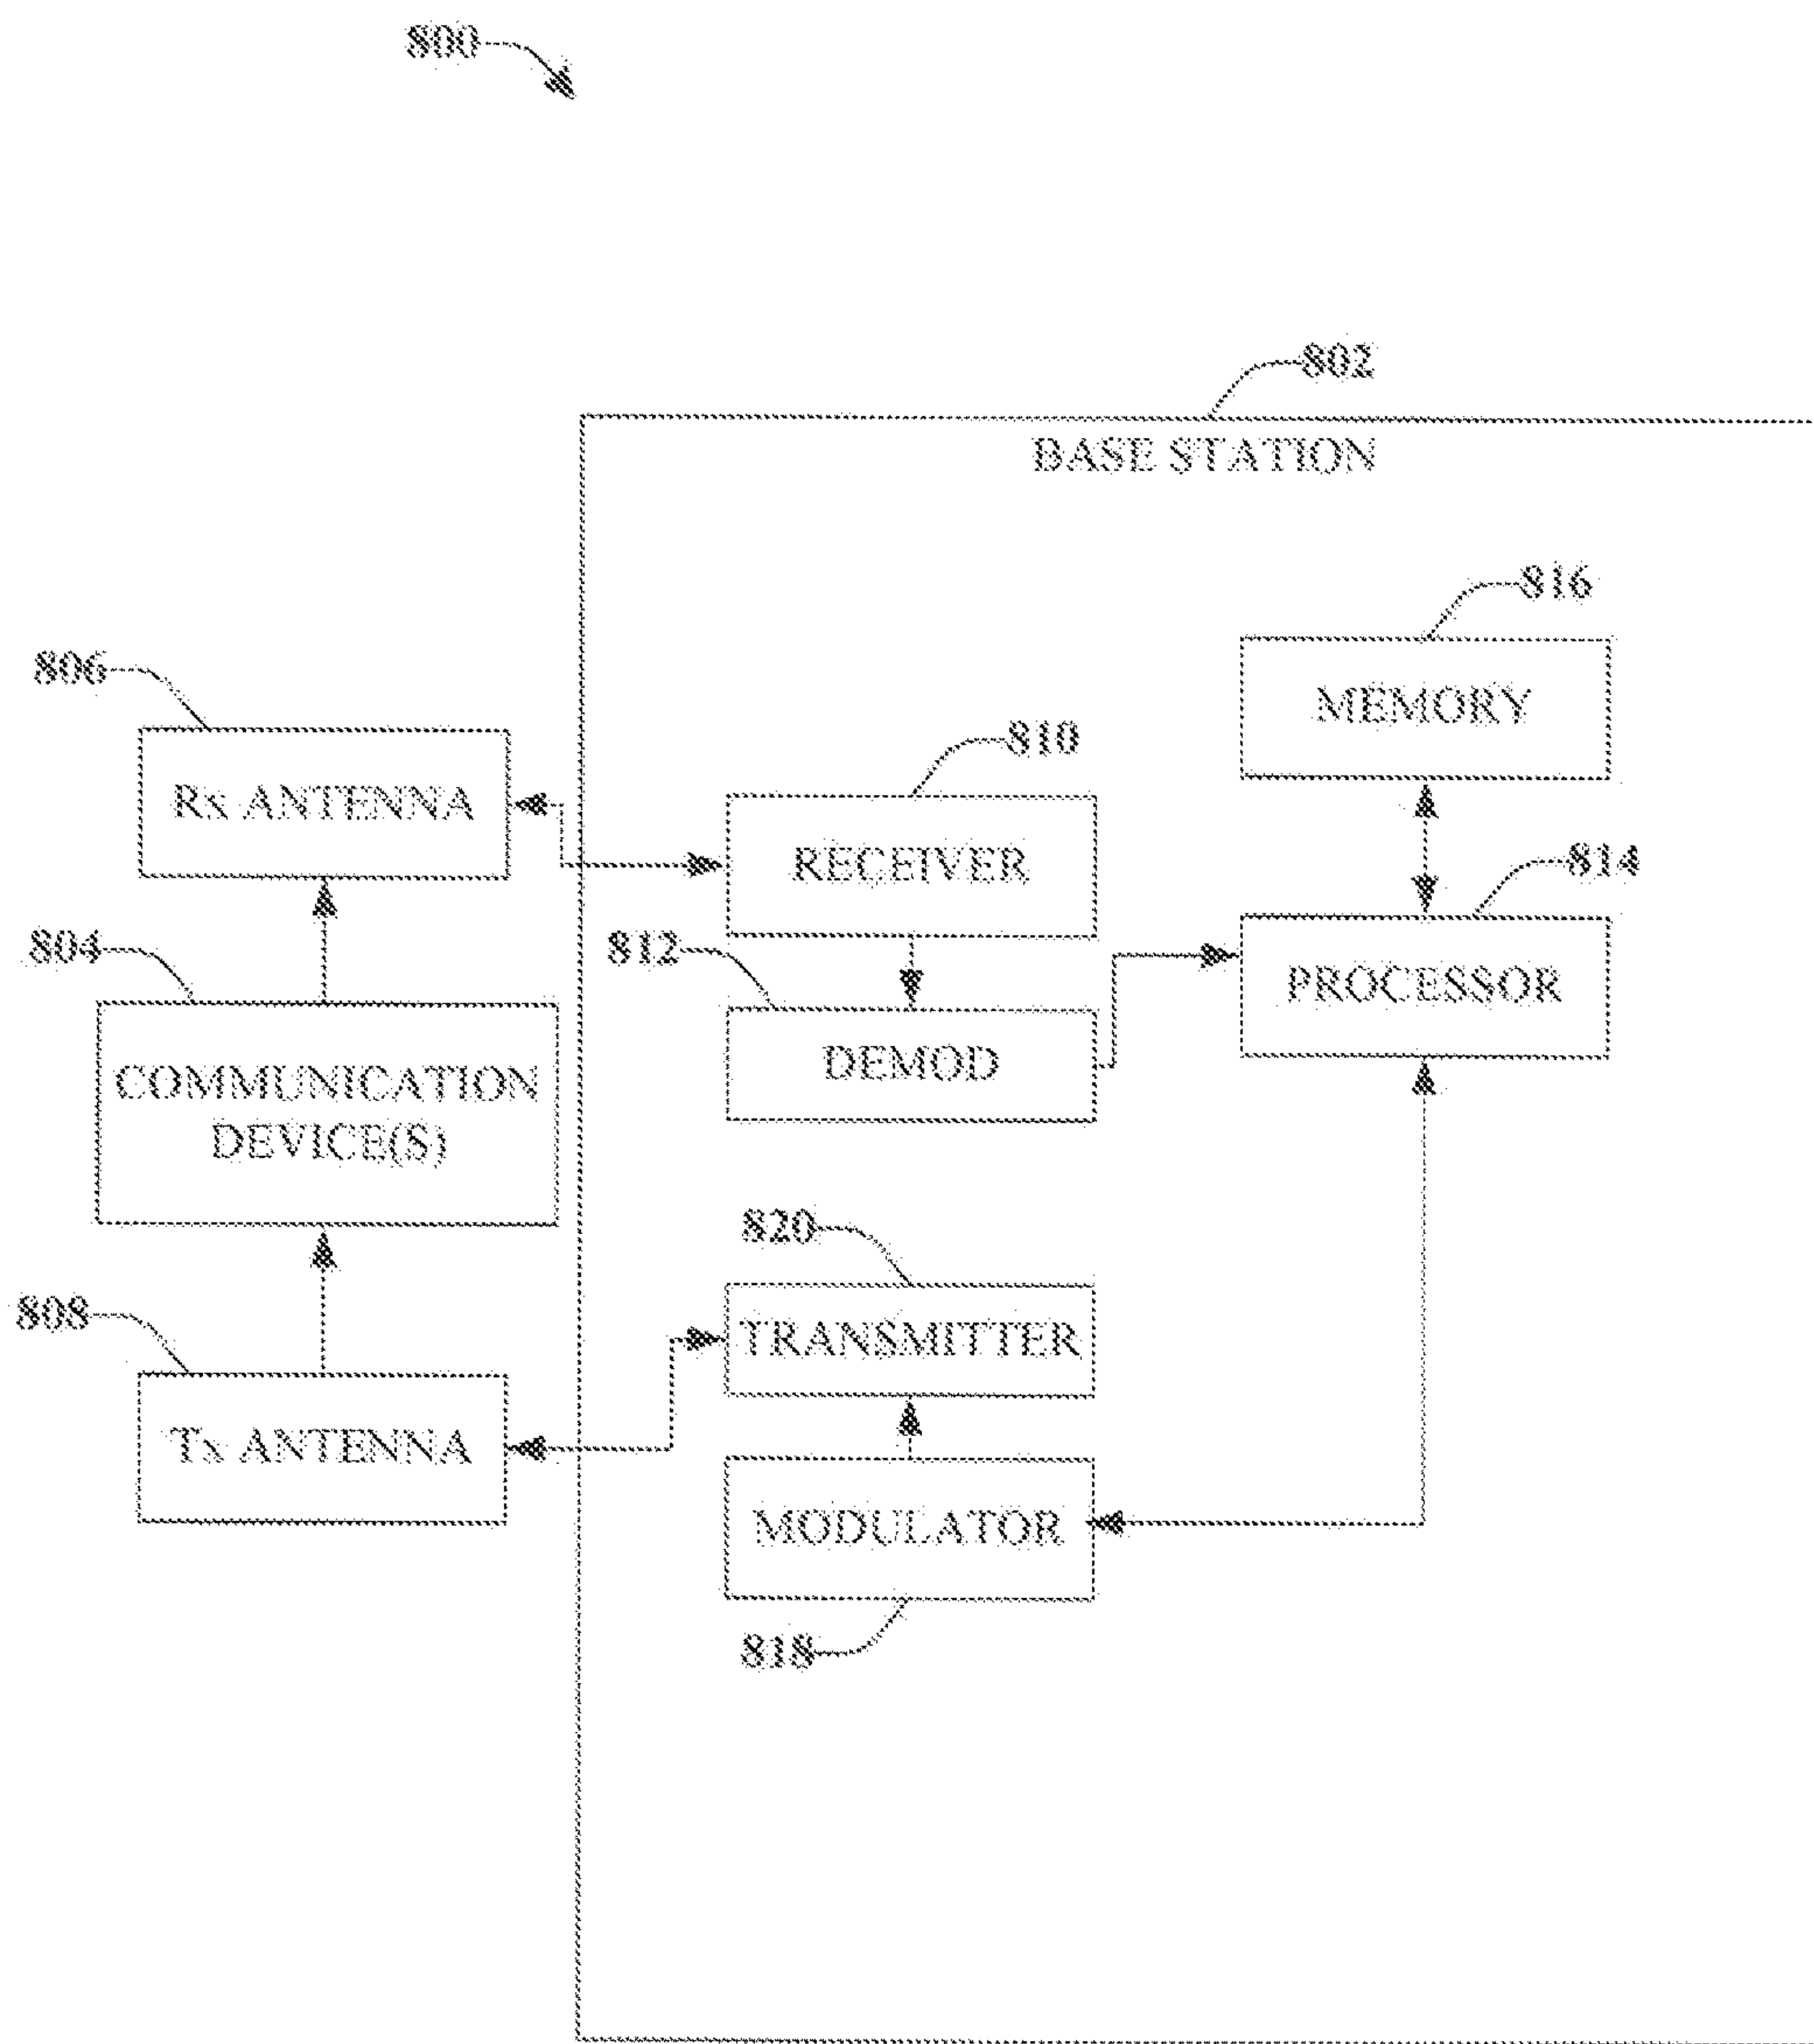 800
802
BASE STATION
816
MEMORY
806
Rx ANTENNA
810
RECEIVER
814
PROCESSOR
804
COMMUNICATION
DEVICE(S)
812
DEMOD
820
TRANSMITTER
808
Tx ANTENNA
MODULATOR
818